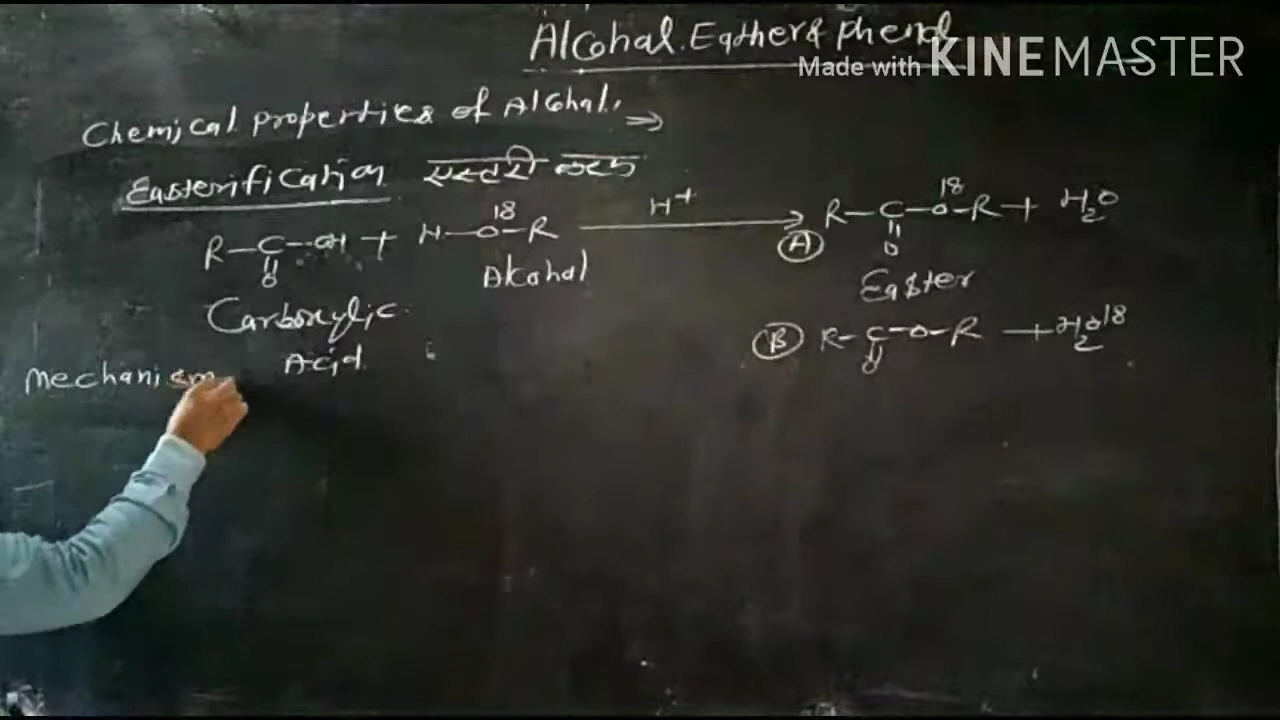 Alcohal.Eather & phenol
Made with KINEMASTER
Chemical properties of Alcohal. ⇒
Easterification एस्टरी करण
R—C—OH + H—O—R H+ R—C—O—R + H2O
18 18
O A O
Alcohal Easter
Carboxylic Acid
B R—C—O—R + H2O18
O
Mechanism